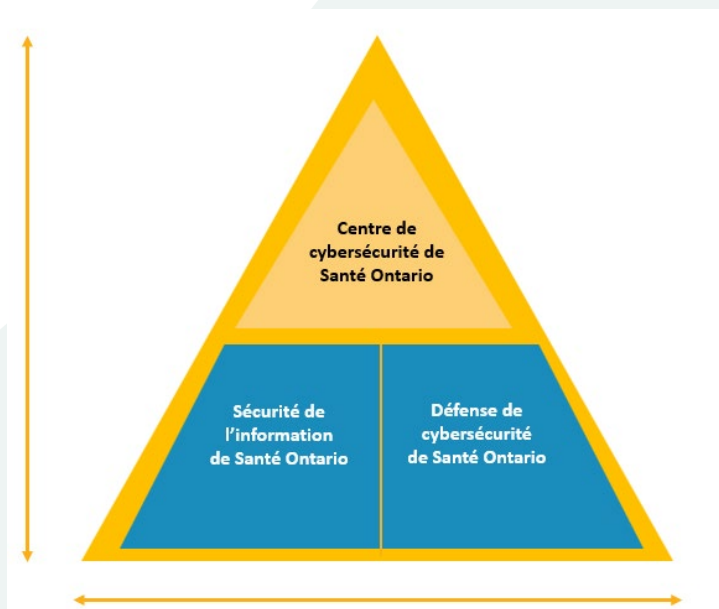 Centre de
cybersécurité de
Santé Ontario
Sécurité de
l’information
de Santé Ontario
Défense de
cybersécurité
de Santé Ontario